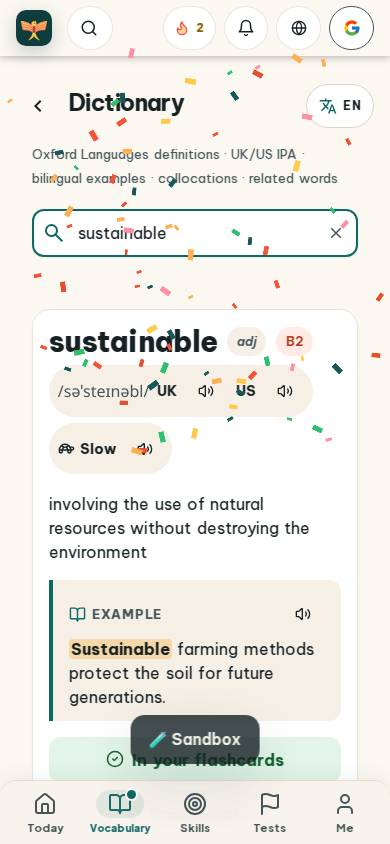 2
Dictionary
EN
Oxford Languages definitions · UK/US IPA ·
bilingual examples · collocations · related words
sustainable
sustainable adj B2
/səˈsteɪnəbl/ UK US
Slow
involving the use of natural
resources without destroying the
environment
EXAMPLE
Sustainable farming methods
protect the soil for future
generations.
🧪 Sandbox
In your flashcards
Today Vocabulary Skills Tests Me